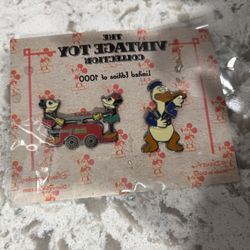 THE
VINTAGE TOY
COLLECTION
Limited Edition of 1000